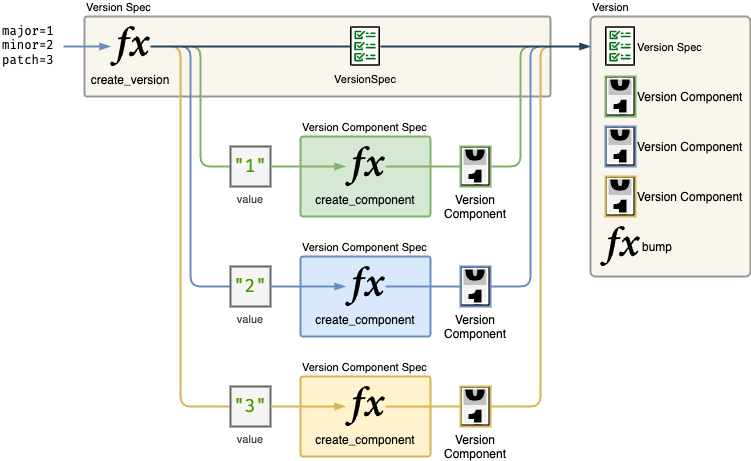 Version Spec
major=1
minor=2
patch=3
fx
create_version
VersionSpec
Version Component Spec
"1"
value
fx
create_component
Version
Component
Version Component Spec
"2"
value
fx
create_component
Version
Component
Version Component Spec
"3"
value
fx
create_component
Version
Component
Version
Version Spec
Version Component
Version Component
Version Component
fx bump